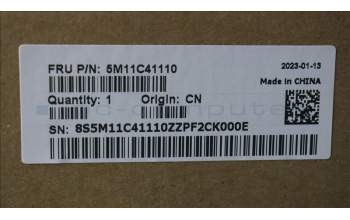 FRU P/N: 5M11C41110
2023-01-13
Made in CHINA
Quantity: 1 Origin: CN
SN: 8S5M11C41110ZZPF2CK000E